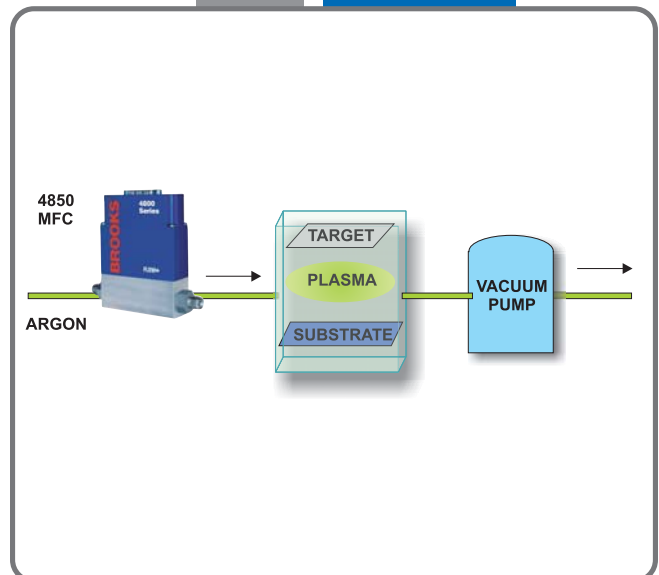 4850
MFC
BROOKS
4800
Series
ARGON
TARGET
PLASMA
SUBSTRATE
VACUUM
PUMP